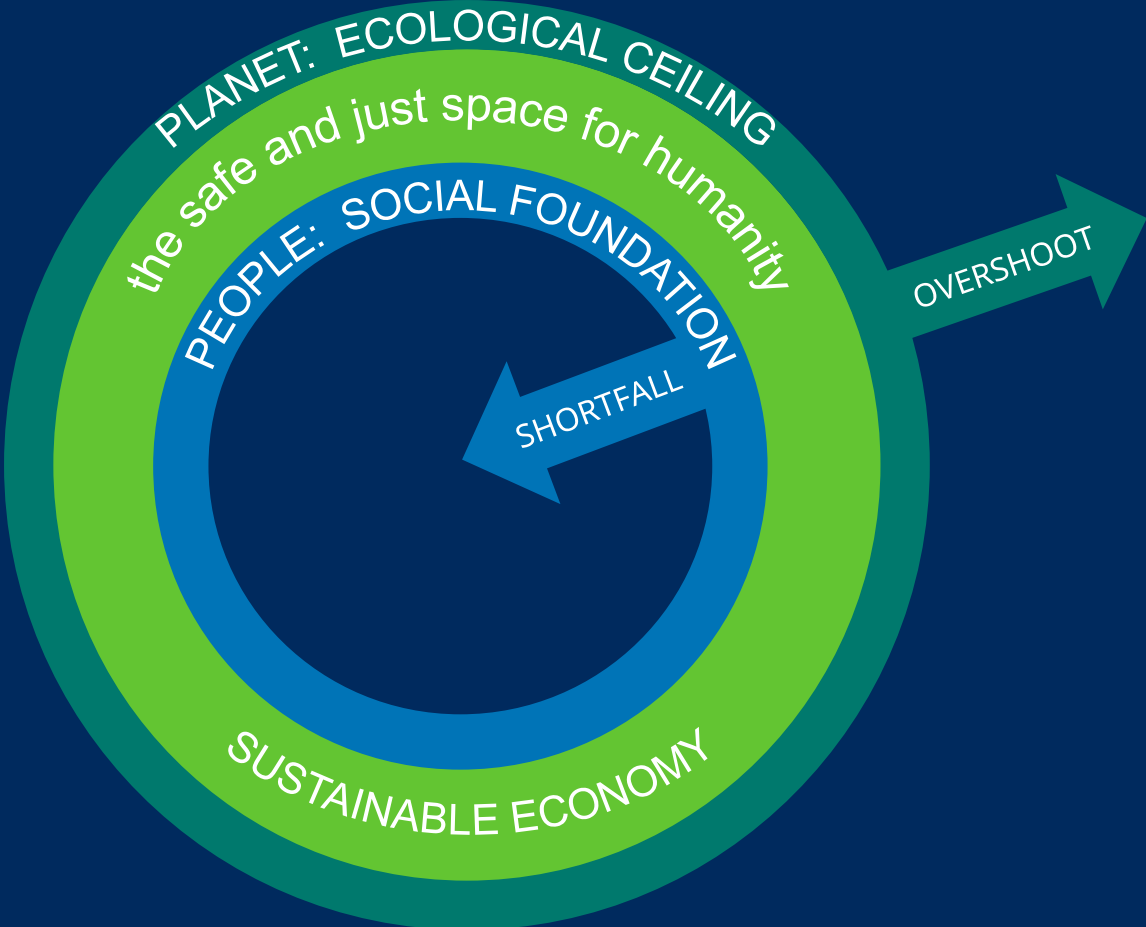 PLANET: ECOLOGICAL CEILING
the safe and just space for humanity
PEOPLE: SOCIAL FOUNDATION
OVERSHOOT
SHORTFALL
SUSTAINABLE ECONOMY